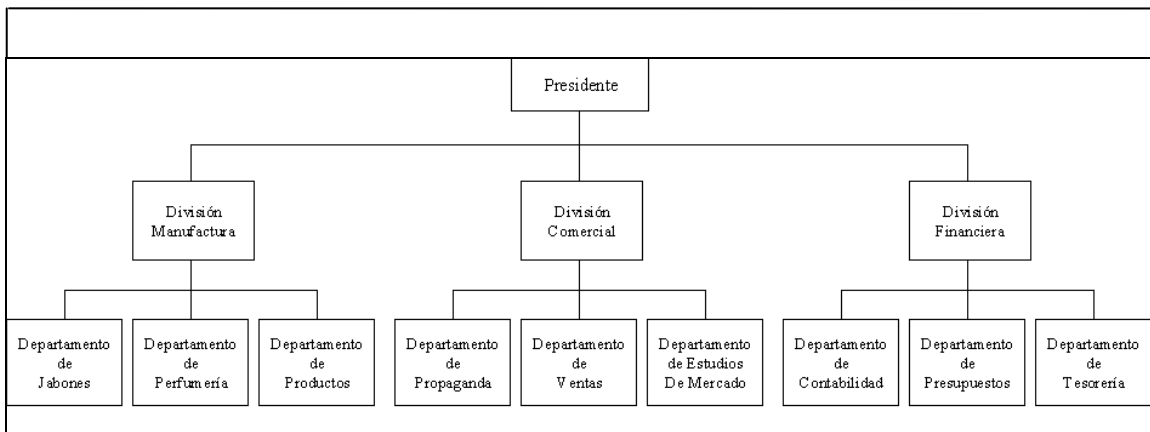 Presidente
División
Manufactura
División
Comercial
División
Financiera
Departamento
de
Jabones
Departamento
de
Perfumería
Departamento
de
Productos
Departamento
de
Propaganda
Departamento
de
Ventas
Departamento
de Estudios
De Mercado
Departamento
de
Contabilidad
Departamento
de
Presupuestos
Departamento
de
Tesorería